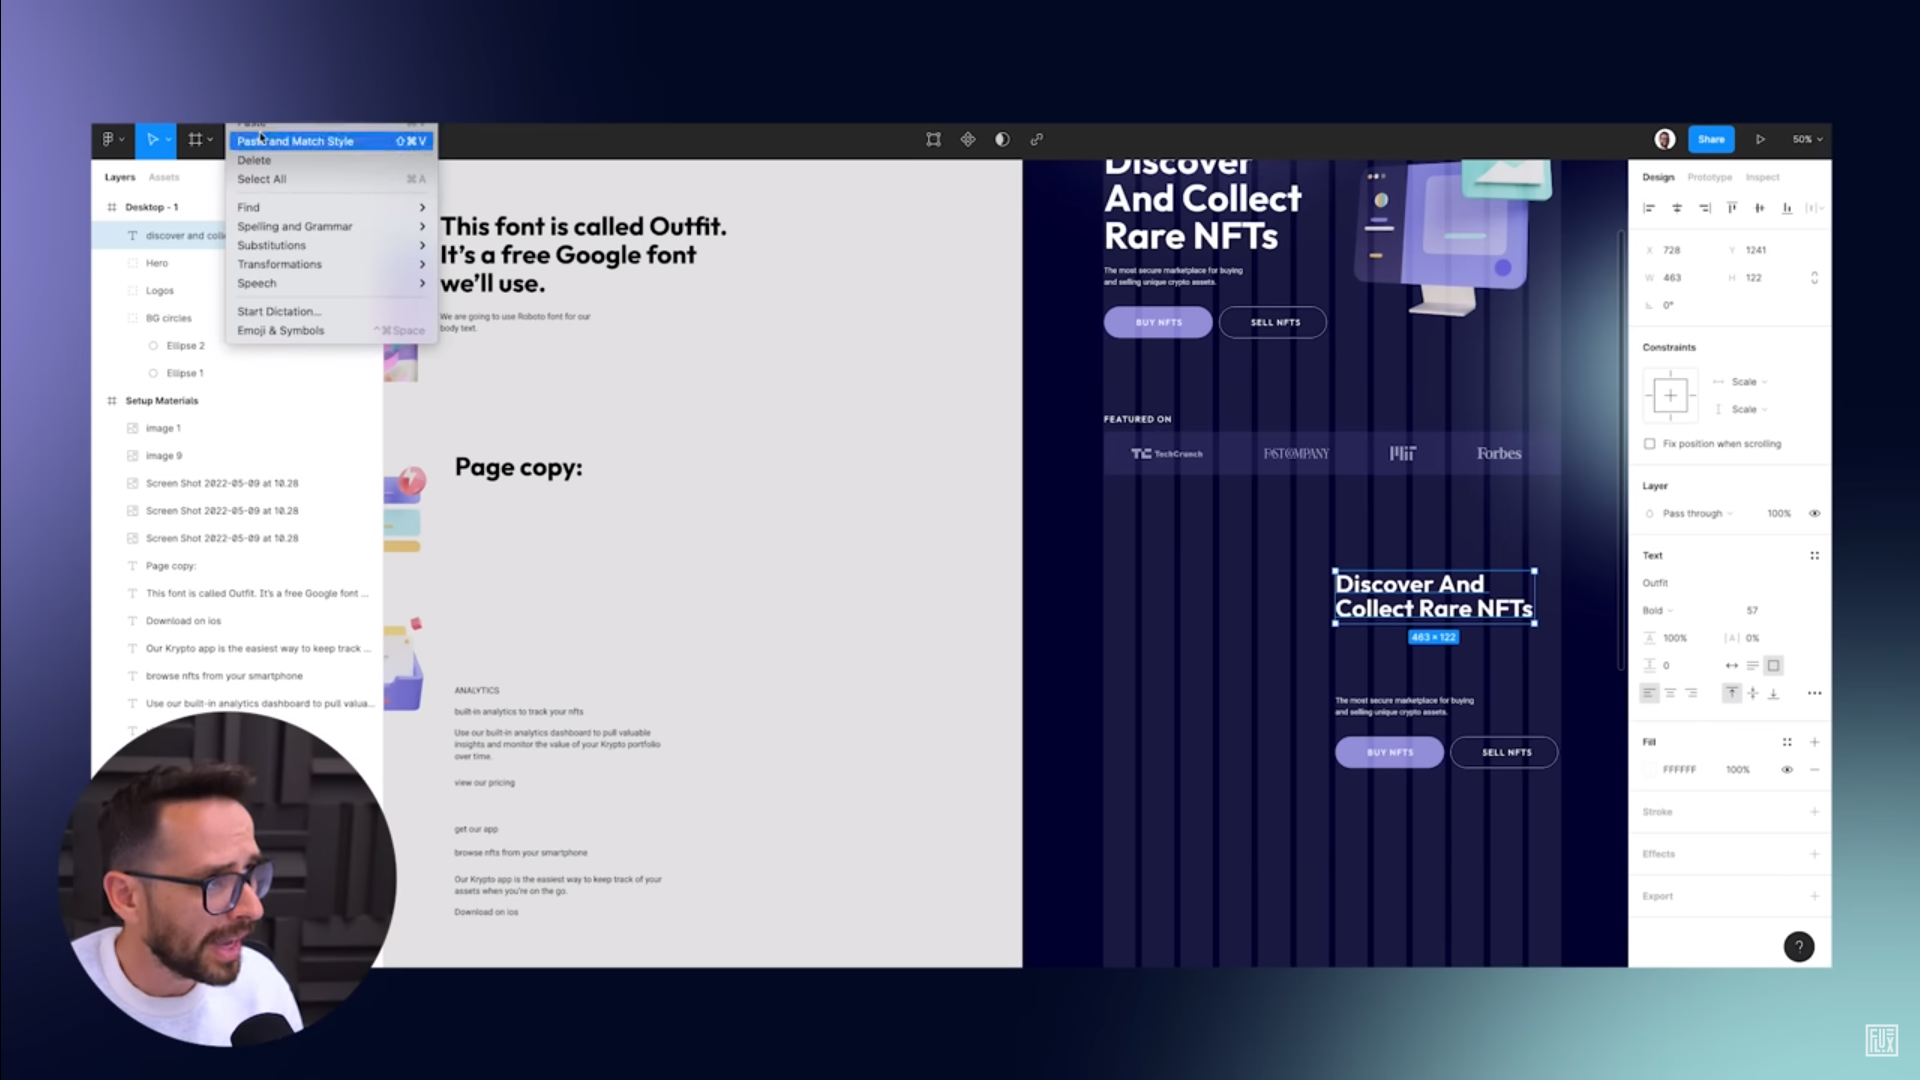 Paste and Match Style ⇧⌘V
Delete
Select All ⌘A
Find
Spelling and Grammar
Substitutions
Transformations
Speech
Start Dictation...
Emoji & Symbols ^⌘Space
Share
50%
Layers Assets
Desktop - 1
discover and coll
Hero
Logos
BG circles
Ellipse 2
Ellipse 1
Setup Materials
image 1
image 9
Screen Shot 2022-05-09 at 10.28
Screen Shot 2022-05-09 at 10.28
Screen Shot 2022-05-09 at 10.28
Page copy:
This font is called Outfit. It's a free Google font ...
Download on ios
Our Krypto app is the easiest way to keep track ...
browse nfts from your smartphone
Use our built-in analytics dashboard to pull valua...
This font is called Outfit.
It's a free Google font
we'll use.
We are going to use Roboto font for our
body text.
Page copy:
ANALYTICS
built-in analytics to track your nfts
Use our built-in analytics dashboard to pull valuable
insights and monitor the value of your Krypto portfolio
over time.
view our pricing
get our app
browse nfts from your smartphone
Our Krypto app is the easiest way to keep track of your
assets when you're on the go.
Download on ios
Discover
And Collect
Rare NFTs
The most secure marketplace for buying
and selling unique crypto assets.
BUY NFTS SELL NFTS
FEATURED ON
TC TechCrunch FAST COMPANY MIT Forbes
Discover And
Collect Rare NFTs
463 × 122
The most secure marketplace for buying
and selling unique crypto assets.
BUY NFTS SELL NFTS
Design Prototype Inspect
X 728 Y 1241
W 463 H 122
0°
Constraints
Scale
Scale
Fix position when scrolling
Layer
Pass through 100%
Text
Outfit
Bold 57
100% |A| 0%
0
Fill
FFFFFF 100%
Stroke
Effects
Export
?
FLUX